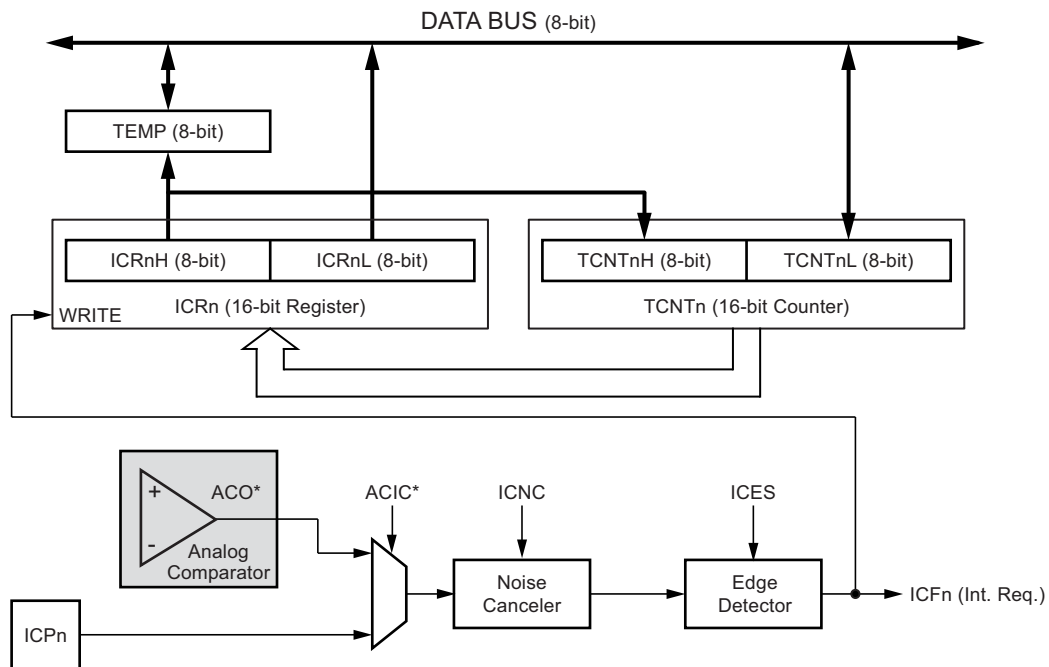 DATA BUS (8-bit)
TEMP (8-bit)
ICRnH (8-bit)
ICRnL (8-bit)
TCNTnH (8-bit)
TCNTnL (8-bit)
WRITE
ICRn (16-bit Register)
TCNTn (16-bit Counter)
+
-
ACO*
Analog
Comparator
ACIC*
ICNC
ICES
Noise
Canceler
Edge
Detector
ICFn (Int. Req.)
ICPn